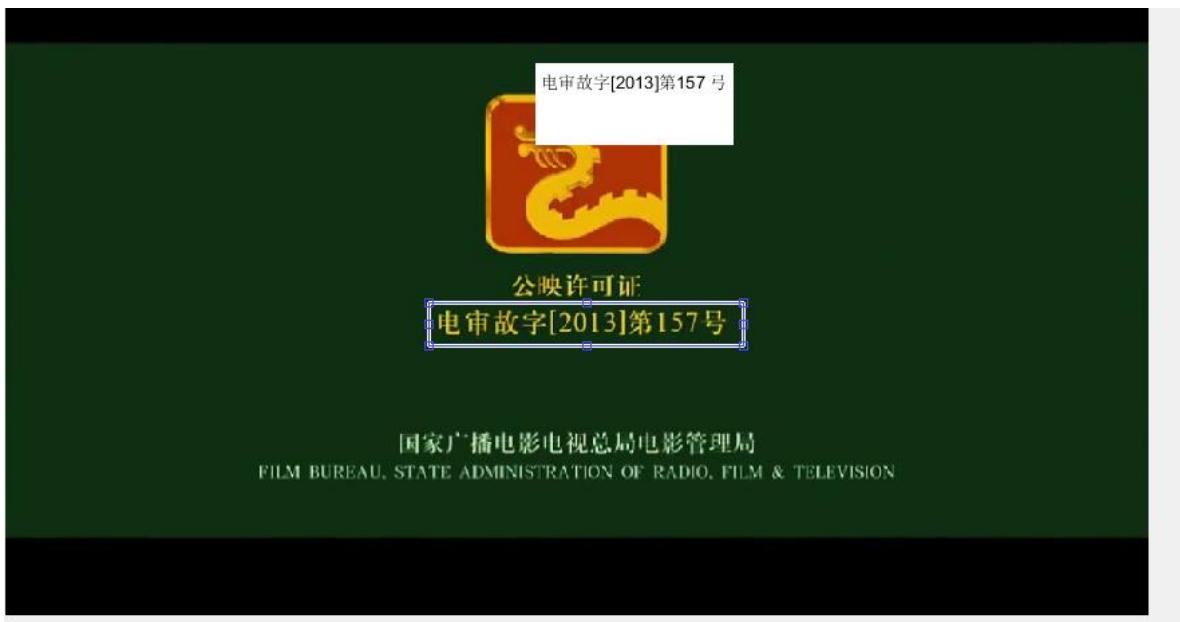 电审故字[2013]第157 号
公映许可证
电审故字[2013]第157号
国家广播电影电视总局电影管理局
FILM BUREAU, STATE ADMINISTRATION OF RADIO, FILM & TELEVISION